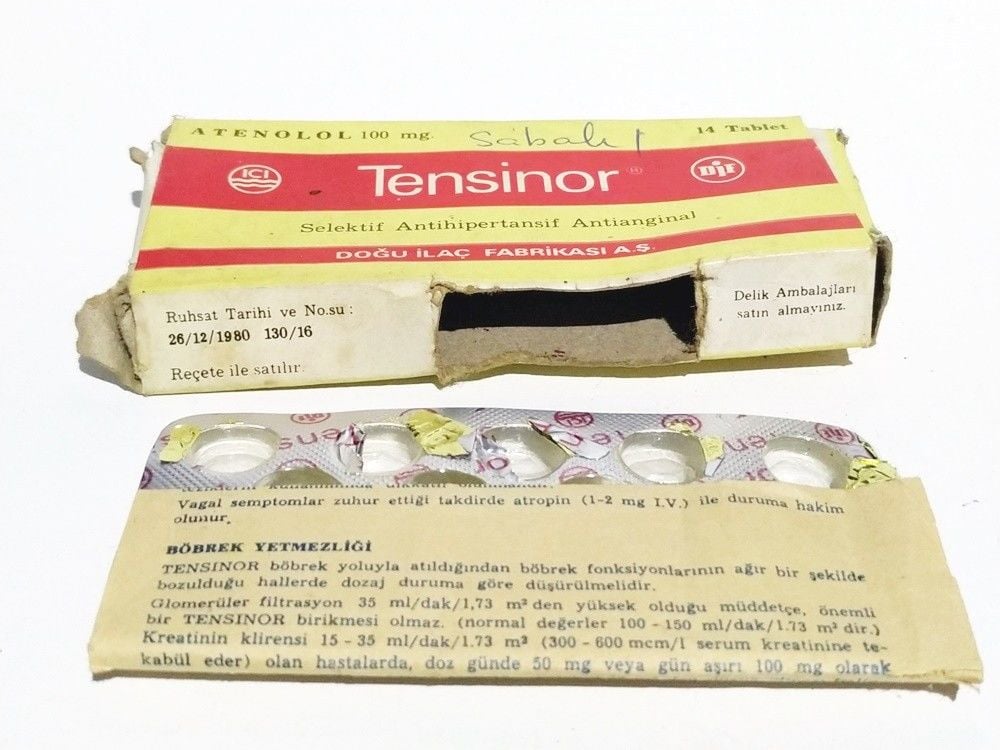 ATENOLOL 100 mg.
Sabah 1
14 Tablet
ICI
Tensinor®
DİF
Selektif Antihipertansif Antianginal
DOĞU İLAÇ FABRİKASI A.Ş.
Ruhsat Tarihi ve No.su :
26/12/1980 130/16
Reçete ile satılır
Delik Ambalajları
satın almayınız.
Vagal semptomlar zuhur ettiği takdirde atropin (1-2 mg I.V.) ile duruma hakim
olunur.
BÖBREK YETMEZLİĞİ
TENSINOR böbrek yoluyla atıldığından böbrek fonksiyonlarının ağır bir şekilde
bozulduğu hallerde dozaj duruma göre düşürülmelidir.
Glomerüler filtrasyon 35 ml/dak/1,73 m² den yüksek olduğu müddetçe, önemli
bir TENSINOR birikmesi olmaz. (normal değerler 100 - 150 ml/dak/1.73 m² dir.)
Kreatinin klirensi 15 - 35 ml/dak/1.73 m² (300 - 600 mcm/l serum kreatinine te-
kabül eder) olan hastalarda, doz günde 50 mg veya gün aşırı 100 mg olarak